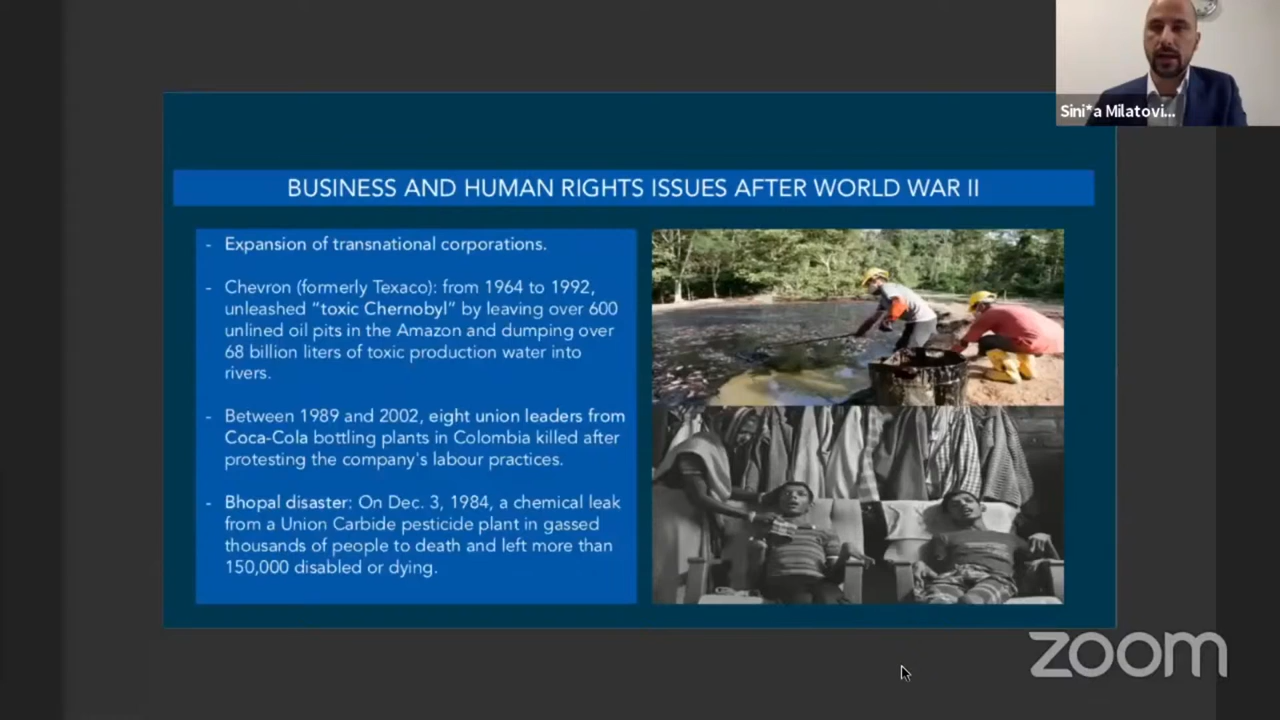 Sini*a Milatovi...
BUSINESS AND HUMAN RIGHTS ISSUES AFTER WORLD WAR II
- Expansion of transnational corporations.
- Chevron (formerly Texaco): from 1964 to 1992,
unleashed “toxic Chernobyl” by leaving over 600
unlined oil pits in the Amazon and dumping over
68 billion liters of toxic production water into
rivers.
- Between 1989 and 2002, eight union leaders from
Coca-Cola bottling plants in Colombia killed after
protesting the company's labour practices.
- Bhopal disaster: On Dec. 3, 1984, a chemical leak
from a Union Carbide pesticide plant in gassed
thousands of people to death and left more than
150,000 disabled or dying.
zoom